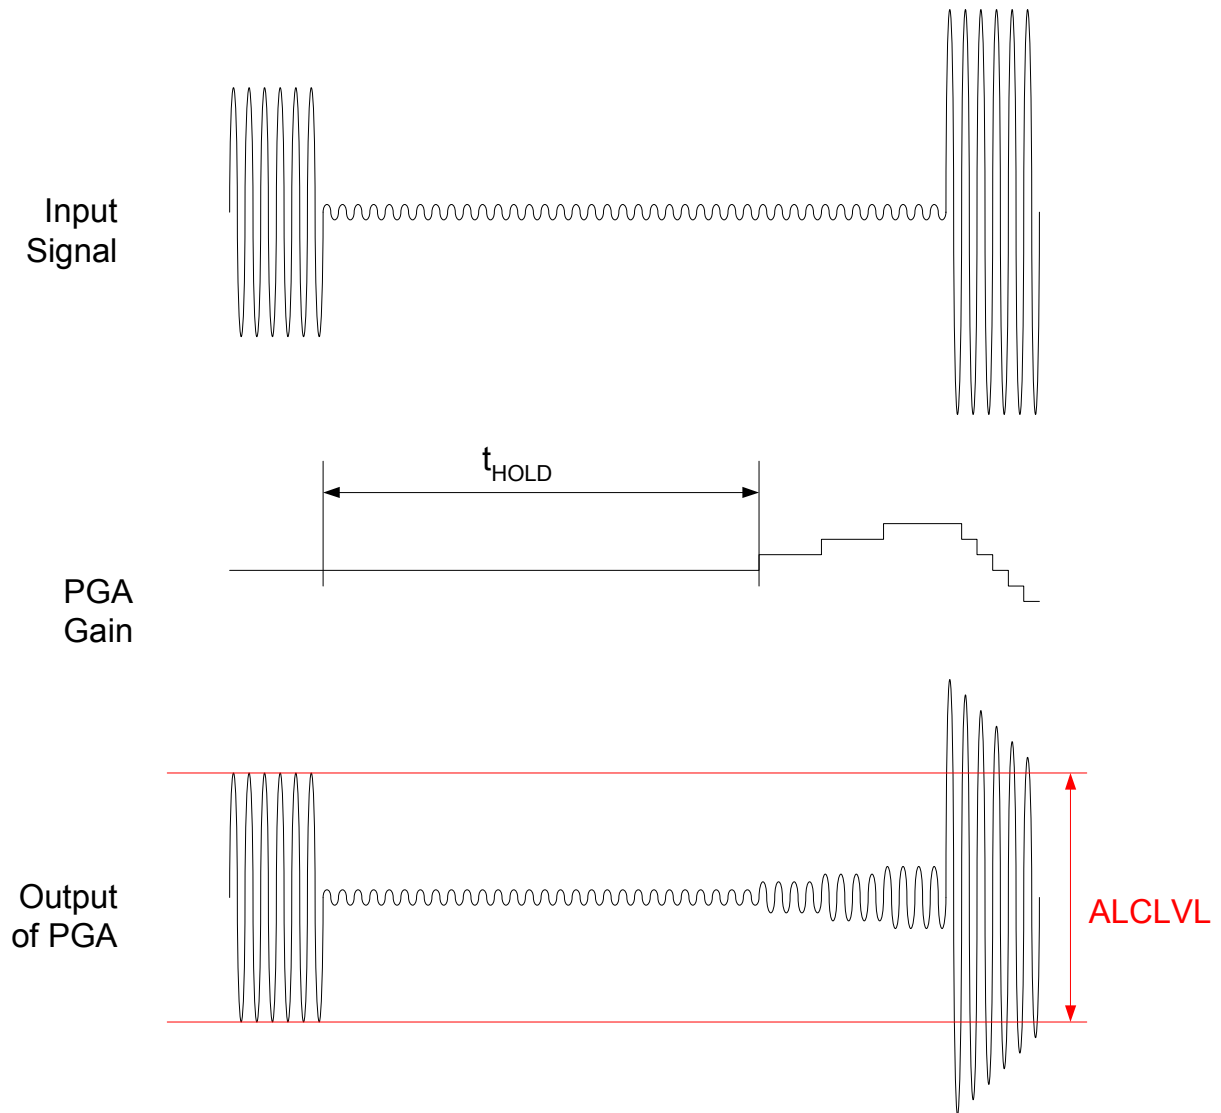 Input
Signal
tHOLD
PGA
Gain
Output
of PGA
ALCLVL